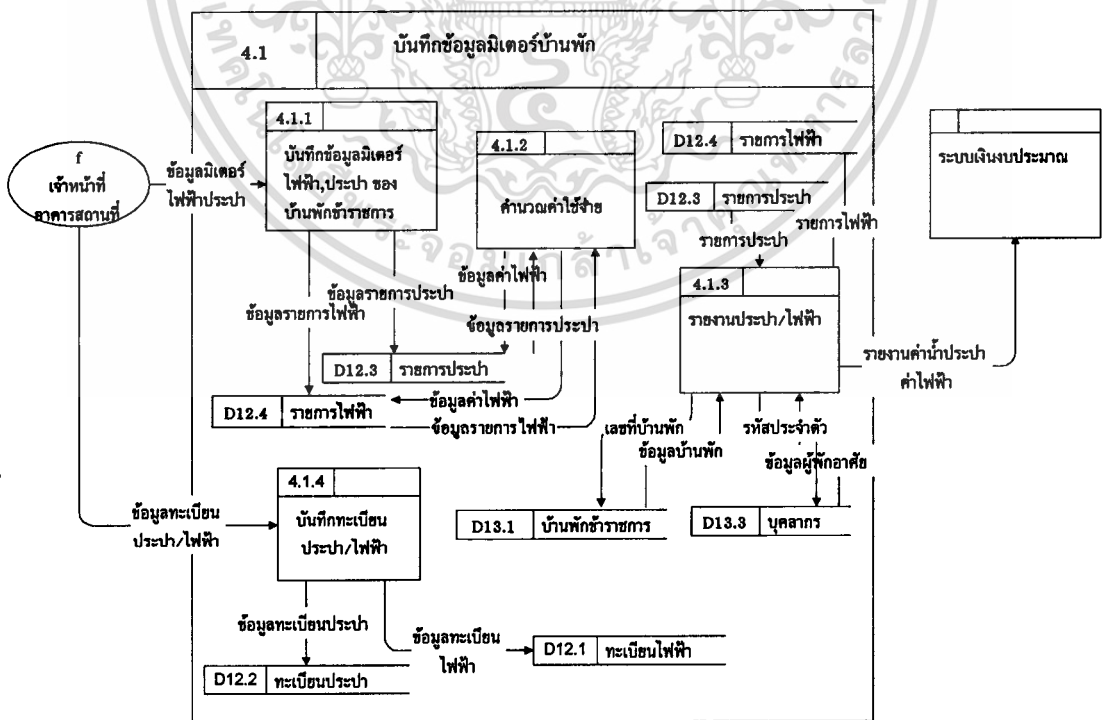 4.1
บันทึกข้อมูลมิเตอร์บ้านพัก
4.1.1
บันทึกข้อมูลมิเตอร์
ไฟฟ้า,ประปา ของ
บ้านพักข้าราชการ
4.1.2
คำนวณค่าใช้จ่าย
D12.4 รายการไฟฟ้า
D12.3 รายการประปา
รายการไฟฟ้า
รายการประปา
ระบบเงินงบประมาณ
f
เจ้าหน้าที่
อาคารสถานที่
ข้อมูลมิเตอร์
ไฟฟ้าประปา
4.1.3
รายงานประปา/ไฟฟ้า
ข้อมูลค่าไฟฟ้า
ข้อมูลรายการประปา
ข้อมูลรายการไฟฟ้า
ข้อมูลรายการประปา
รายงานค่าน้ำประปา
ค่าไฟฟ้า
D12.3 รายการประปา
D12.4 รายการไฟฟ้า
ข้อมูลค่าไฟฟ้า
ข้อมูลรายการไฟฟ้า
เลขที่บ้านพัก
ข้อมูลบ้านพัก
รหัสประจำตัว
ข้อมูลผู้พักอาศัย
4.1.4
บันทึกทะเบียน
ประปา/ไฟฟ้า
ข้อมูลทะเบียน
ประปา/ไฟฟ้า
D13.1 บ้านพักข้าราชการ
D13.3 บุคลากร
ข้อมูลทะเบียนประปา
ข้อมูลทะเบียน
ไฟฟ้า
D12.1 ทะเบียนไฟฟ้า
D12.2 ทะเบียนประปา
พระจอมเกล้าเจ้าคุณทหาร